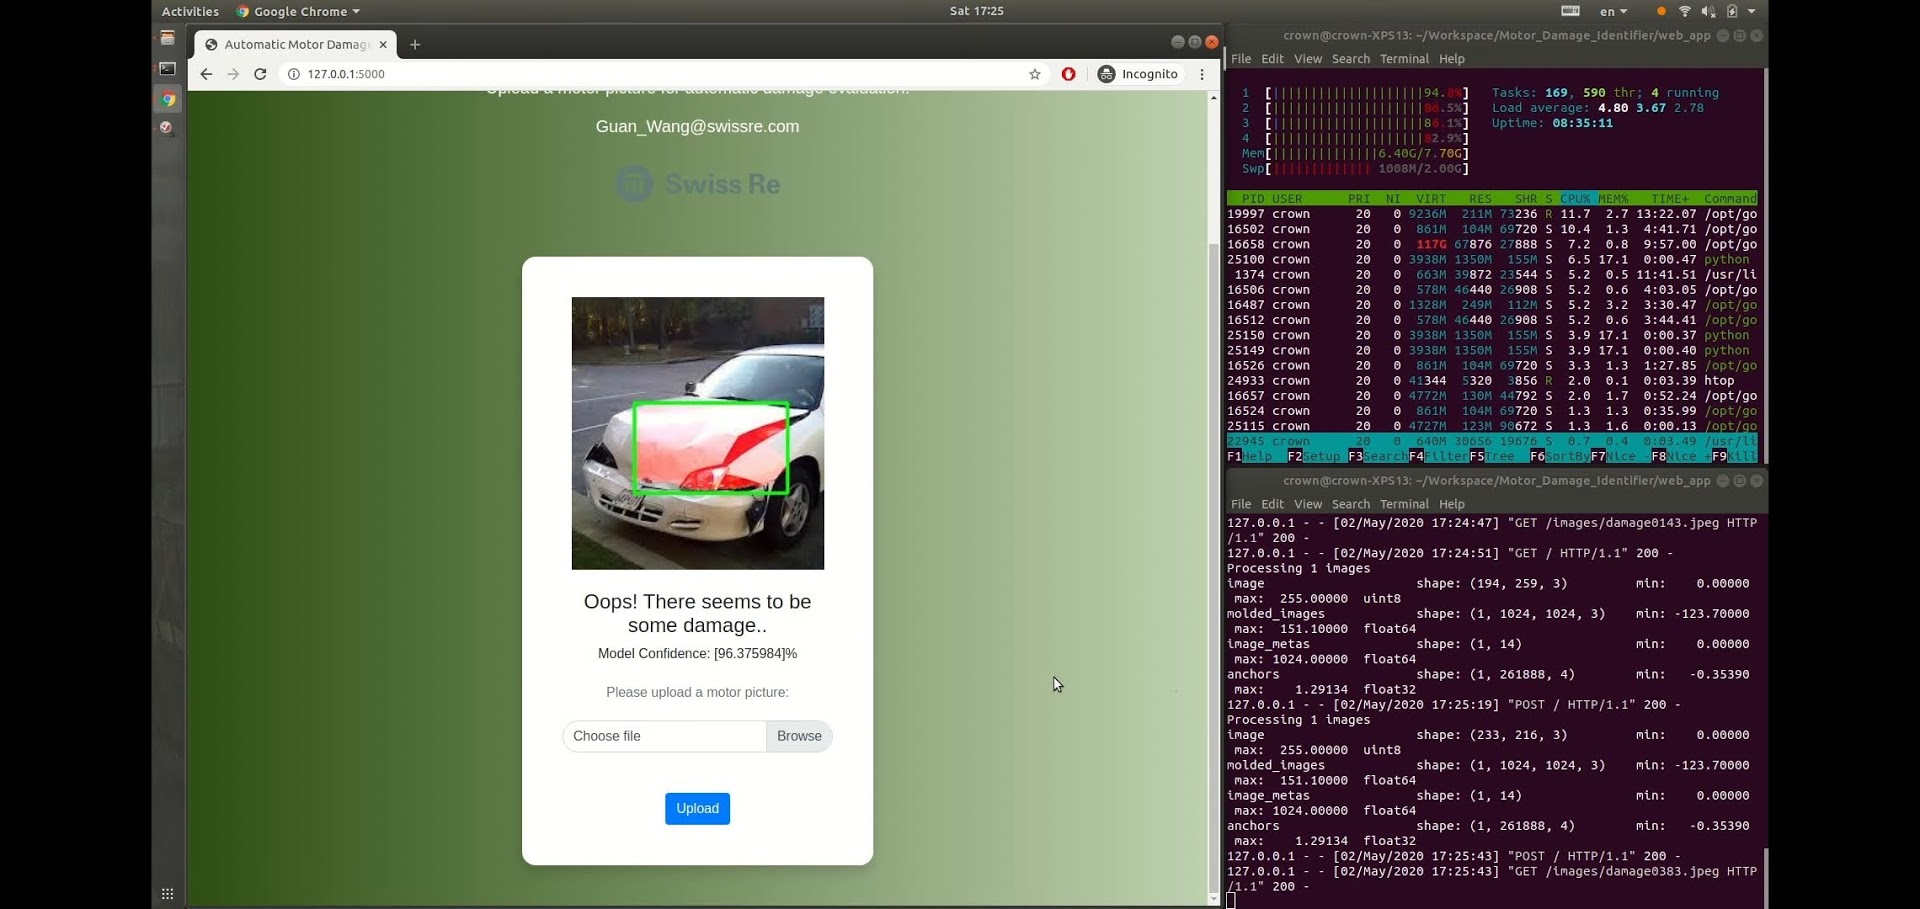 Activities
Google Chrome
Sat 17:25
en
Automatic Motor Damag
127.0.0.1:5000
Incognito
Upload a motor picture for automatic damage evaluation!
Guan_Wang@swissre.com
Swiss Re
Oops! There seems to be
some damage..
Model Confidence: [96.375984]%
Please upload a motor picture:
Choose file
Browse
Upload
crown@crown-XPS13: ~/Workspace/Motor_Damage_Identifier/web_app
File Edit View Search Terminal Help
1 [||||||||||||||||||||94.8%] Tasks: 169, 590 thr; 4 running
2 [||||||||||||||||||||86.5%] Load average: 4.80 3.67 2.78
3 [||||||||||||||||||||86.1%] Uptime: 08:35:11
4 [||||||||||||||||||||82.9%]
Mem[||||||||||||||6.40G/7.70G]
Swp[||||||||||||| 1008M/2.00G]
PID USER PRI NI VIRT RES SHR S CPU% MEM% TIME+ Command
19997 crown 20 0 9236M 211M 73236 R 11.7 2.7 13:22.07 /opt/go
16502 crown 20 0 861M 104M 69720 S 10.4 1.3 4:41.71 /opt/go
16658 crown 20 0 117G 67876 27888 S 7.2 0.8 9:57.00 /opt/go
25100 crown 20 0 3938M 1350M 155M S 6.5 17.1 0:00.47 python
1374 crown 20 0 663M 39872 23544 S 5.2 0.5 11:41.51 /usr/li
16506 crown 20 0 578M 46440 26908 S 5.2 0.6 4:03.05 /opt/go
16487 crown 20 0 1328M 249M 112M S 5.2 3.2 3:30.47 /opt/go
16512 crown 20 0 578M 46440 26908 S 5.2 0.6 3:44.41 /opt/go
25150 crown 20 0 3938M 1350M 155M S 3.9 17.1 0:00.37 python
25149 crown 20 0 3938M 1350M 155M S 3.9 17.1 0:00.40 python
16526 crown 20 0 861M 104M 69720 S 3.3 1.3 1:27.85 /opt/go
24933 crown 20 0 41344 5320 3856 R 2.0 0.1 0:03.39 htop
16657 crown 20 0 4772M 130M 44792 S 2.0 1.7 0:52.24 /opt/go
16524 crown 20 0 861M 104M 69720 S 1.3 1.3 0:35.99 /opt/go
25115 crown 20 0 4727M 123M 90672 S 1.3 1.6 0:00.13 /opt/go
22945 crown 20 0 640M 30656 19676 S 0.7 0.4 0:03.49 /usr/li
F1Help F2Setup F3SearchF4FilterF5Tree F6SortByF7Nice -F8Nice +F9Kill
crown@crown-XPS13: ~/Workspace/Motor_Damage_Identifier/web_app
File Edit View Search Terminal Help
127.0.0.1 - - [02/May/2020 17:24:47] "GET /images/damage0143.jpeg HTTP
/1.1" 200 -
127.0.0.1 - - [02/May/2020 17:24:51] "GET / HTTP/1.1" 200 -
Processing 1 images
image shape: (194, 259, 3) min: 0.00000
max: 255.00000 uint8
molded_images shape: (1, 1024, 1024, 3) min: -123.70000
max: 151.10000 float64
image_metas shape: (1, 14) min: 0.00000
max: 1024.00000 float64
anchors shape: (1, 261888, 4) min: -0.35390
max: 1.29134 float32
127.0.0.1 - - [02/May/2020 17:25:19] "POST / HTTP/1.1" 200 -
Processing 1 images
image shape: (233, 216, 3) min: 0.00000
max: 255.00000 uint8
molded_images shape: (1, 1024, 1024, 3) min: -123.70000
max: 151.10000 float64
image_metas shape: (1, 14) min: 0.00000
max: 1024.00000 float64
anchors shape: (1, 261888, 4) min: -0.35390
max: 1.29134 float32
127.0.0.1 - - [02/May/2020 17:25:43] "POST / HTTP/1.1" 200 -
127.0.0.1 - - [02/May/2020 17:25:43] "GET /images/damage0383.jpeg HTTP
/1.1" 200 -